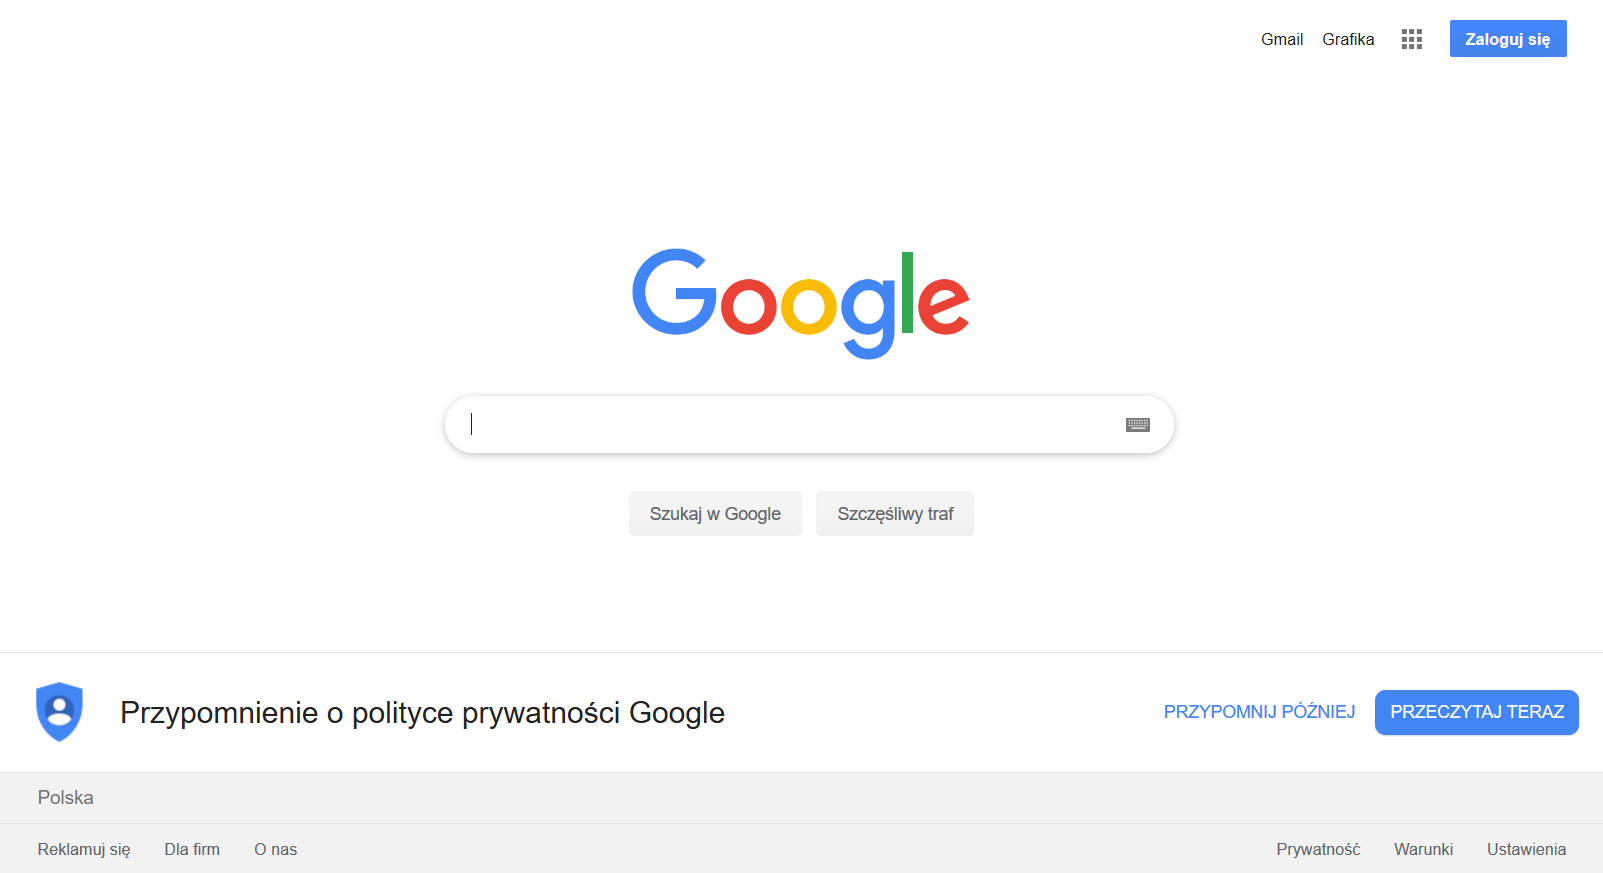 Gmail Grafika Zaloguj się
Google
Szukaj w Google Szczęśliwy traf
Przypomnienie o polityce prywatności Google PRZYPOMNIJ PÓŹNIEJ PRZECZYTAJ TERAZ
Polska
Reklamuj się Dla firm O nas Prywatność Warunki Ustawienia